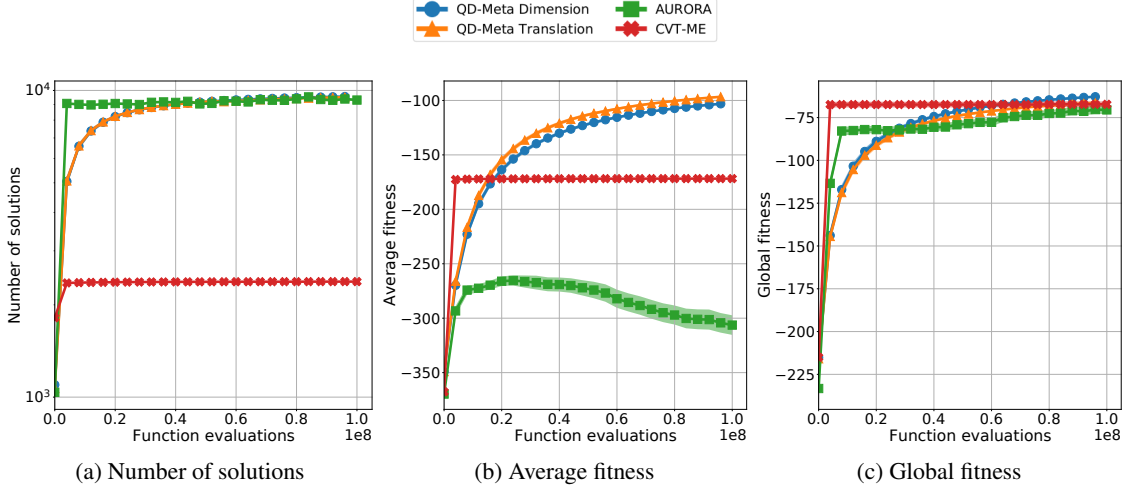 QD-Meta Dimension
QD-Meta Translation
AURORA
CVT-ME
10⁴
10³
Number of solutions
0.0 0.2 0.4 0.6 0.8 1.0
1e8
Function evaluations
(a) Number of solutions
−100
−150
−200
−250
−300
−350
Average fitness
0.0 0.2 0.4 0.6 0.8 1.0
1e8
Function evaluations
(b) Average fitness
−75
−100
−125
−150
−175
−200
−225
Global fitness
0.0 0.2 0.4 0.6 0.8 1.0
1e8
Function evaluations
(c) Global fitness